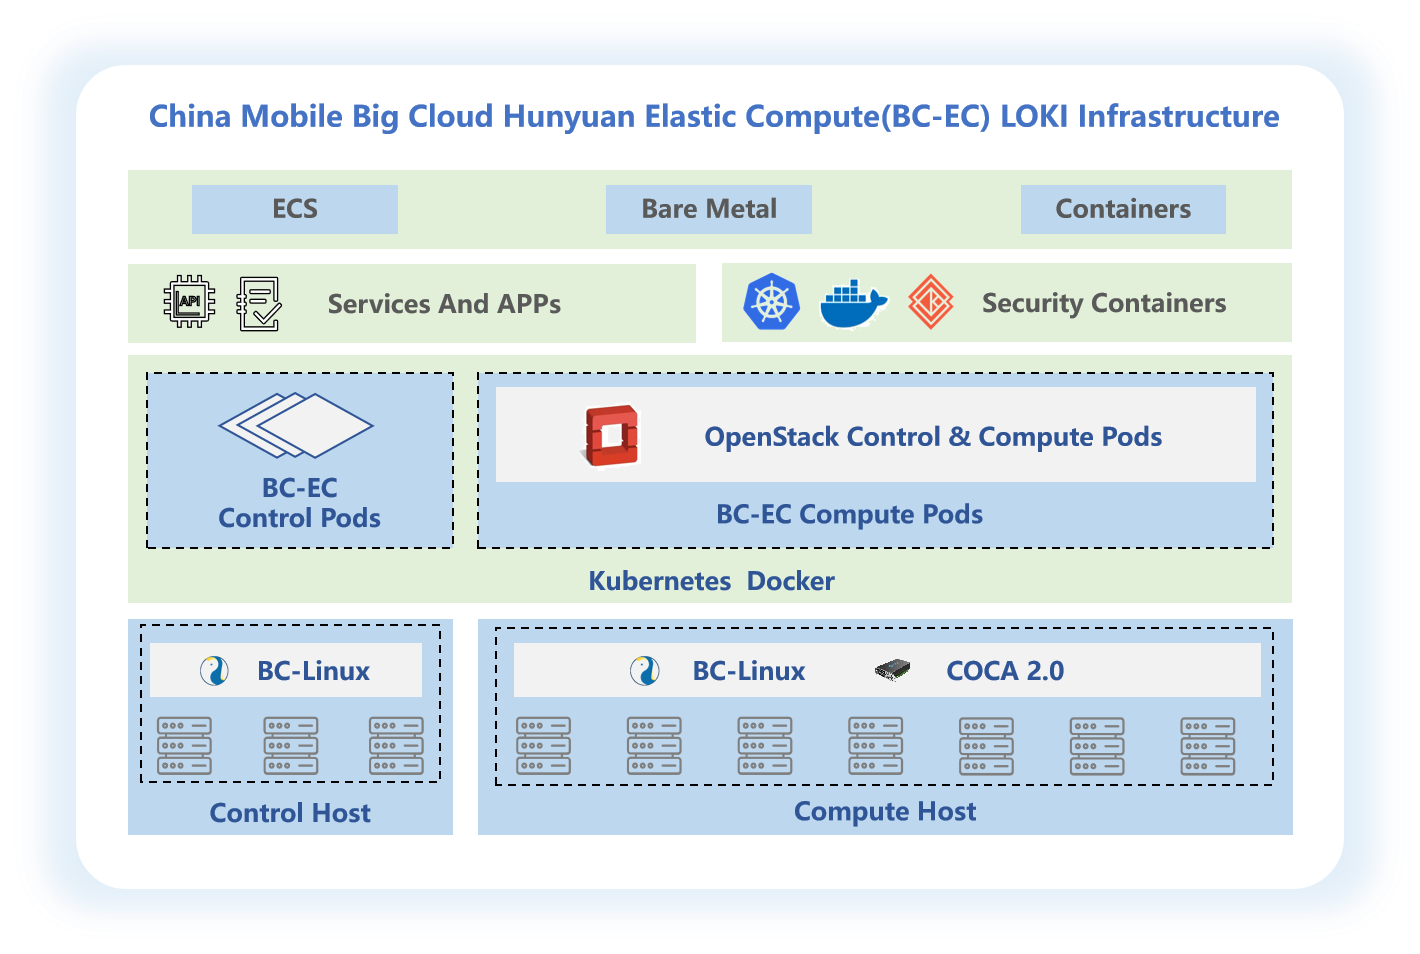 China Mobile Big Cloud Hunyuan Elastic Compute(BC-EC) LOKI Infrastructure
ECS
Bare Metal
Containers
API
Services And APPs
Security Containers
BC-EC
Control Pods
OpenStack Control & Compute Pods
BC-EC Compute Pods
Kubernetes  Docker
BC-Linux
Control Host
BC-Linux
COCA 2.0
Compute Host